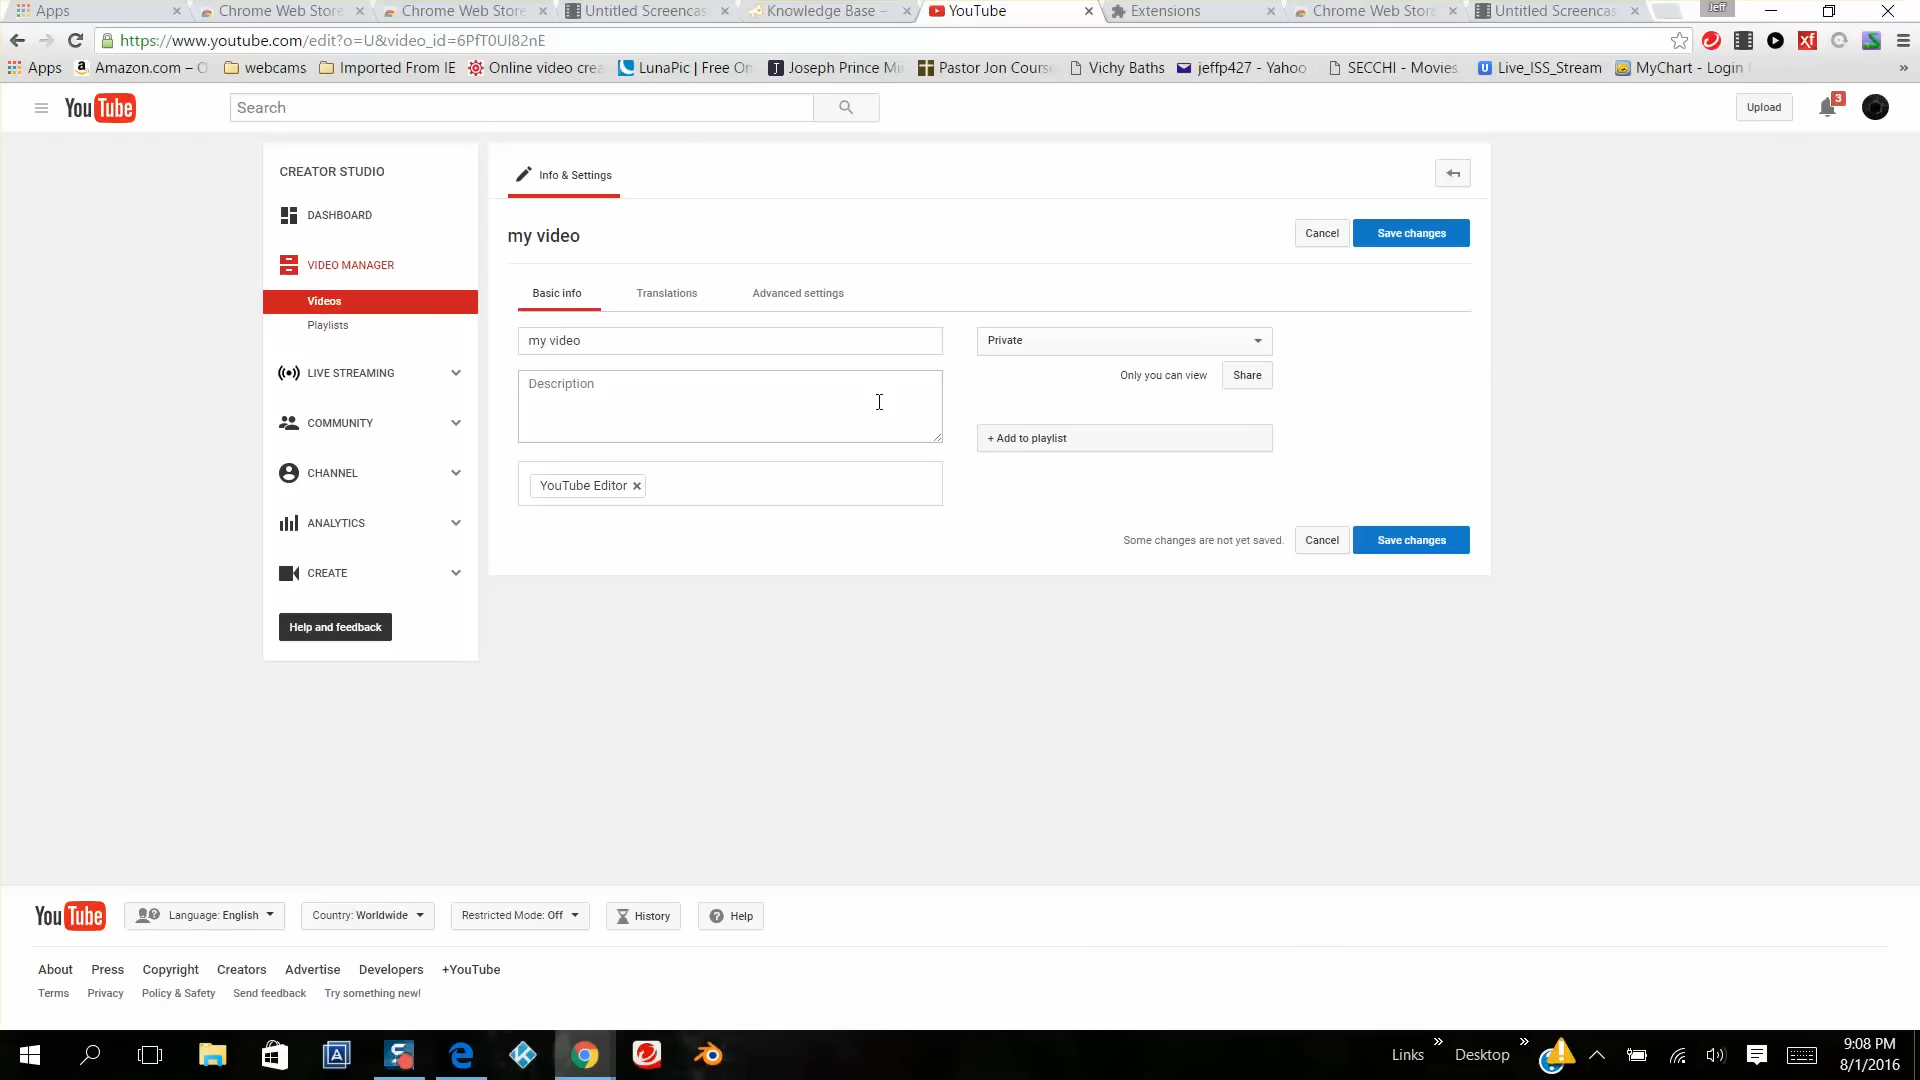 Apps
Chrome Web Store
Chrome Web Store
Untitled Screencas
Knowledge Base –
YouTube
Extensions
Chrome Web Store
Untitled Screencas
Jeff
https://www.youtube.com/edit?o=U&video_id=6PfT0Ul82nE
Apps
Amazon.com – O
webcams
Imported From IE
Online video crea
LunaPic | Free On
Joseph Prince Mi
Pastor Jon Cours
Vichy Baths
jeffp427 - Yahoo
SECCHI - Movies
Live_ISS_Stream
MyChart - Login
»
YouTube
Search
Upload
3
CREATOR STUDIO
DASHBOARD
VIDEO MANAGER
Videos
Playlists
LIVE STREAMING
COMMUNITY
CHANNEL
ANALYTICS
CREATE
Help and feedback
Info & Settings
my video
Cancel
Save changes
Basic info
Translations
Advanced settings
my video
Private
Description
Only you can view
Share
+ Add to playlist
YouTube Editor
Some changes are not yet saved.
Cancel
Save changes
YouTube
Language: English
Country: Worldwide
Restricted Mode: Off
History
Help
About Press Copyright Creators Advertise Developers +YouTube
Terms Privacy Policy & Safety Send feedback Try something new!
Links »
Desktop »
9:08 PM
8/1/2016